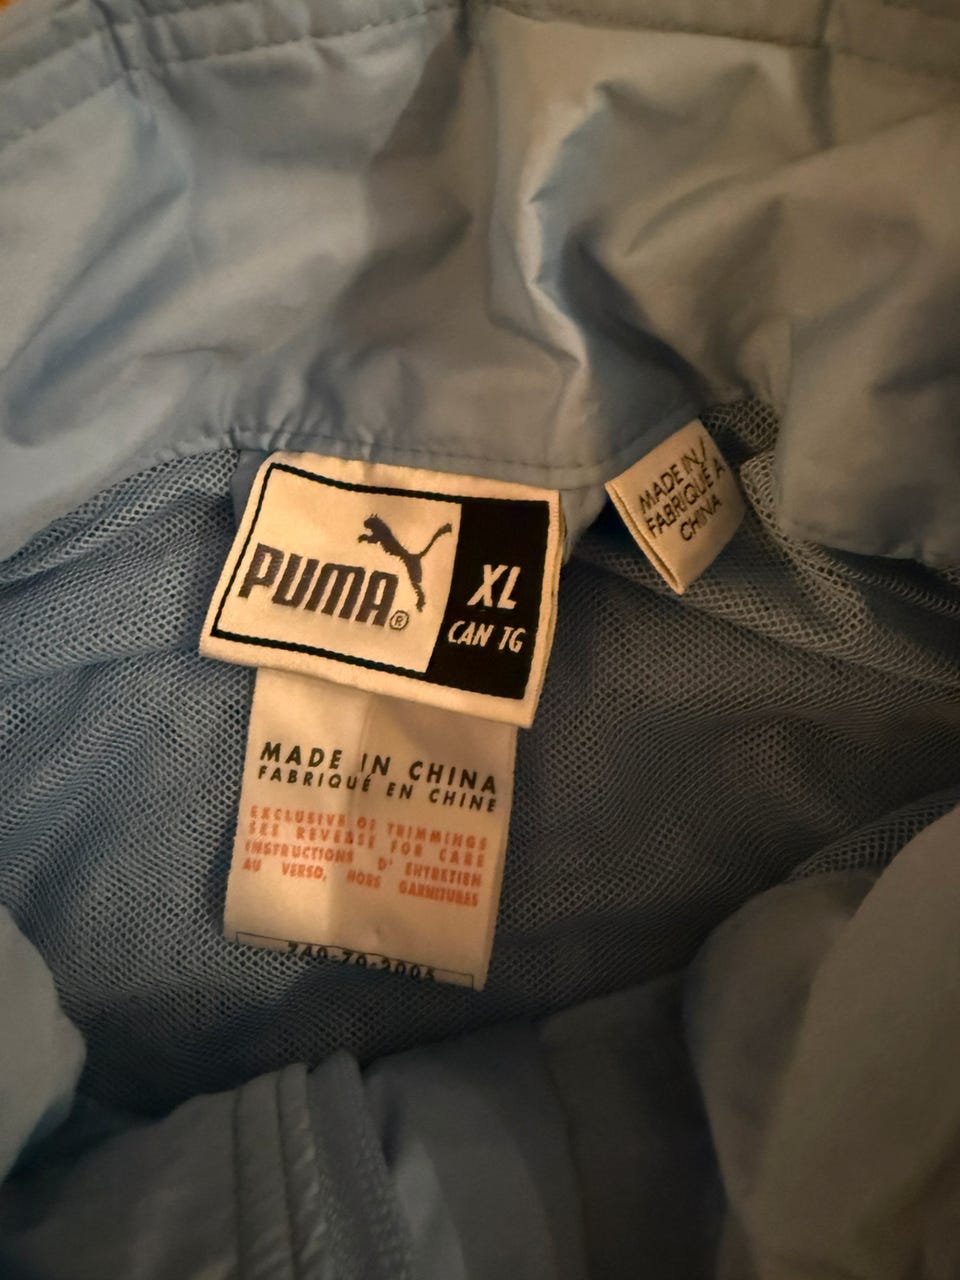 PUMA®
XL
CAN TG
MADE IN/
FABRIQUÉ À
CHINA
MADE IN CHINA
FABRIQUÉ EN CHINE
EXCLUSIVE OF TRIMMINGS
SEE REVERSE FOR CARE
INSTRUCTIONS D'ENTRETIEN
AU VERSO, HORS GARNITURES